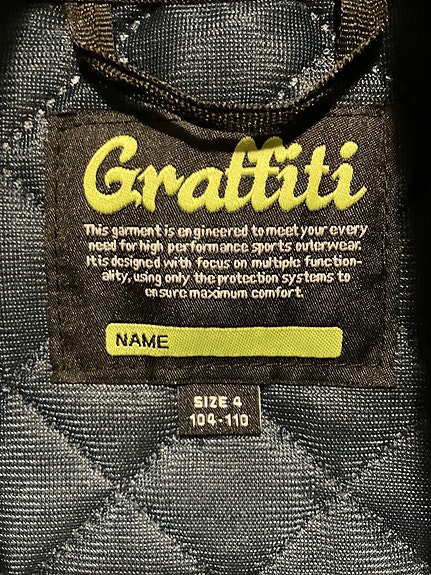 Graffiti
This garment is engineered to meet your every
need for high performance sports outerwear.
It is designed with focus on multiple function-
ality, using only the protection systems to
ensure maximum comfort.
NAME
SIZE 4
104-110